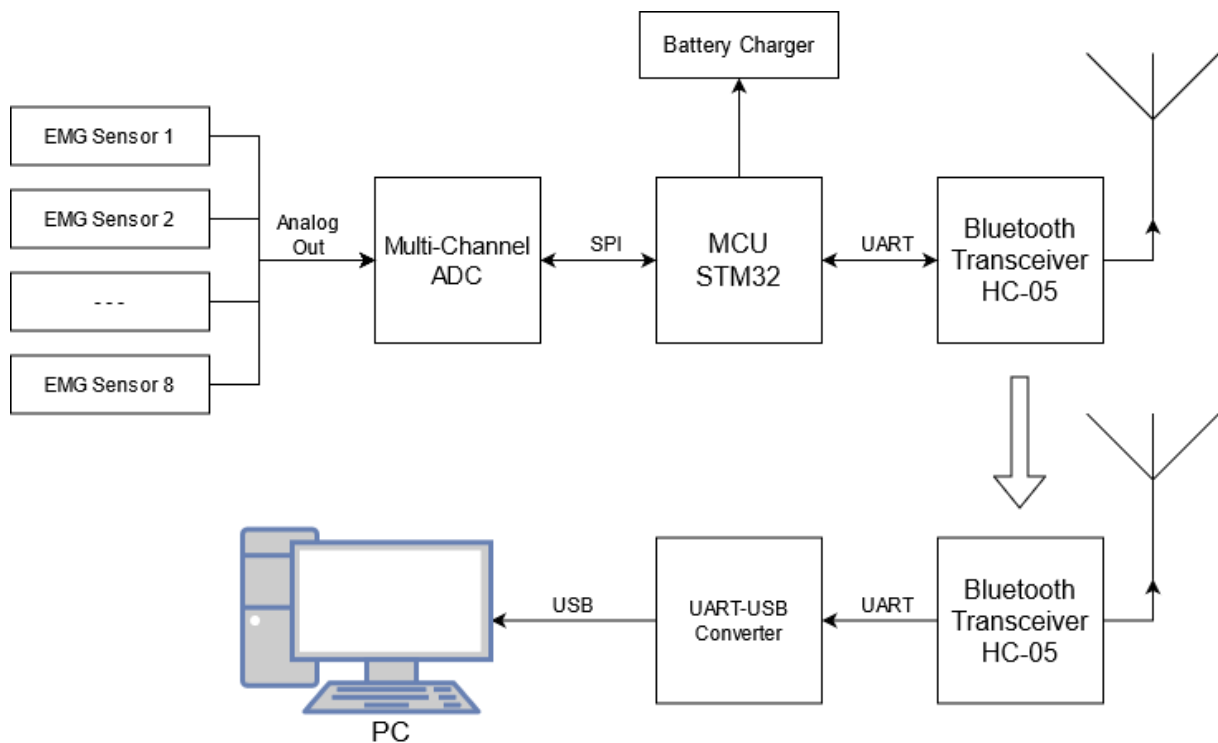 Battery Charger
EMG Sensor 1
EMG Sensor 2
- - -
EMG Sensor 8
Analog
Out
Multi-Channel
ADC
SPI
MCU
STM32
UART
Bluetooth
Transceiver
HC-05
PC
USB
UART-USB
Converter
UART
Bluetooth
Transceiver
HC-05